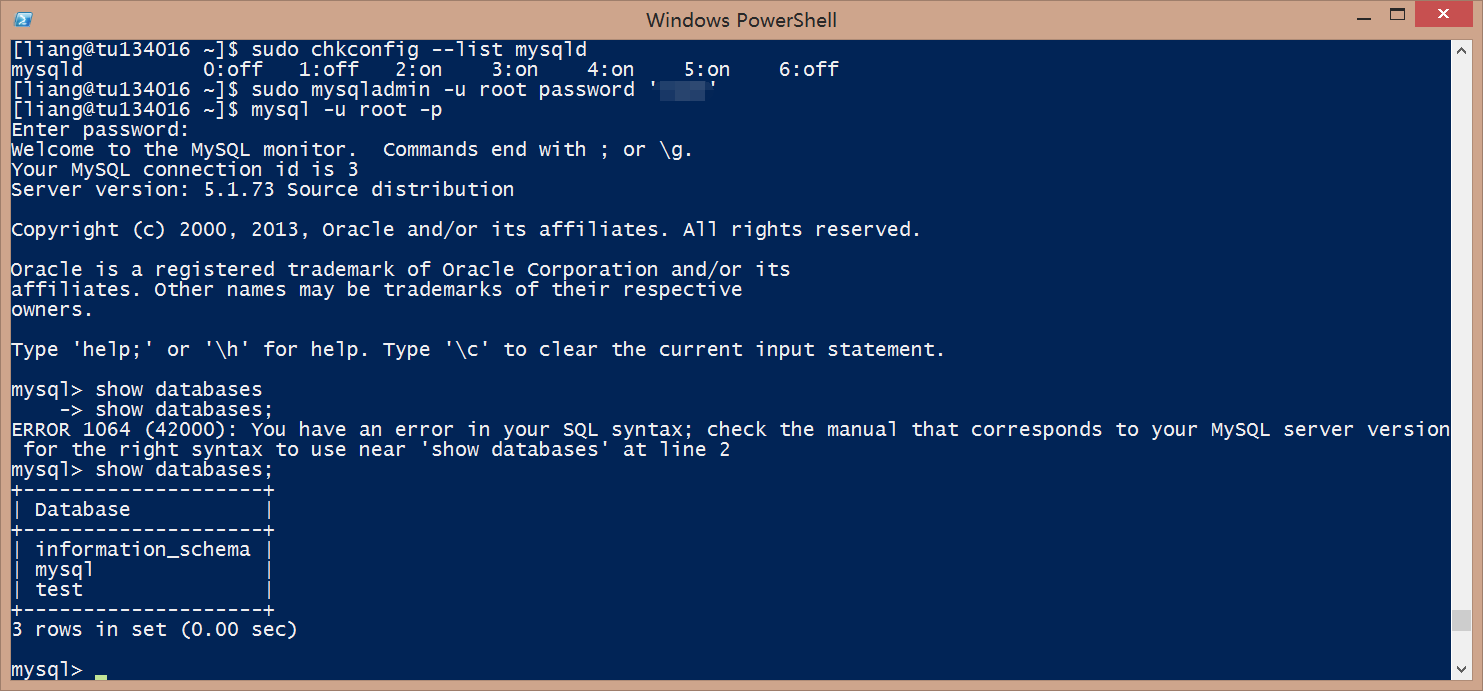 Windows PowerShell
[liang@tu134016 ~]$ sudo chkconfig --list mysqld
mysqld          0:off   1:off   2:on    3:on    4:on    5:on    6:off
[liang@tu134016 ~]$ sudo mysqladmin -u root password '    '
[liang@tu134016 ~]$ mysql -u root -p
Enter password:
Welcome to the MySQL monitor.  Commands end with ; or \g.
Your MySQL connection id is 3
Server version: 5.1.73 Source distribution
Copyright (c) 2000, 2013, Oracle and/or its affiliates. All rights reserved.
Oracle is a registered trademark of Oracle Corporation and/or its
affiliates. Other names may be trademarks of their respective
owners.
Type 'help;' or '\h' for help. Type '\c' to clear the current input statement.
mysql> show databases
    -> show databases;
ERROR 1064 (42000): You have an error in your SQL syntax; check the manual that corresponds to your MySQL server version
 for the right syntax to use near 'show databases' at line 2
mysql> show databases;
+--------------------+
| Database           |
+--------------------+
| information_schema |
| mysql              |
| test               |
+--------------------+
3 rows in set (0.00 sec)
mysql>